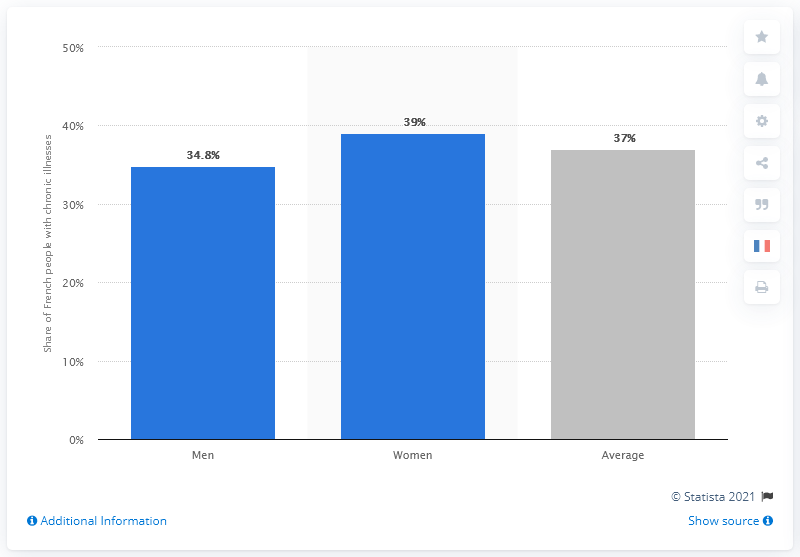 50%
40%
30%
20%
10%
0%
Share of French people with chronic illnesses
34.8%
39%
37%
Men
Women
Average
© Statista 2021
Additional Information
Show source